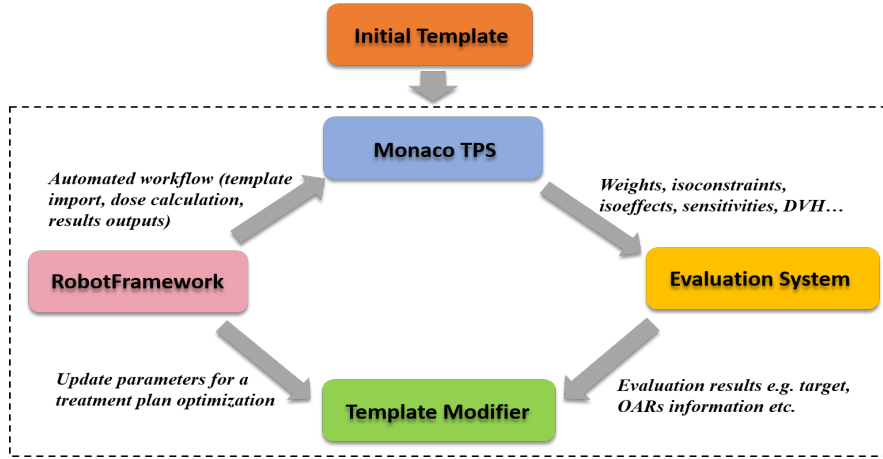 Initial Template
Monaco TPS
Automated workflow (template
import, dose calculation,
results outputs)
Weights, isoconstraints,
isoeffects, sensitivities, DVH…
RobotFramework
Evaluation System
Update parameters for a
treatment plan optimization
Evaluation results e.g. target,
OARs information etc.
Template Modifier